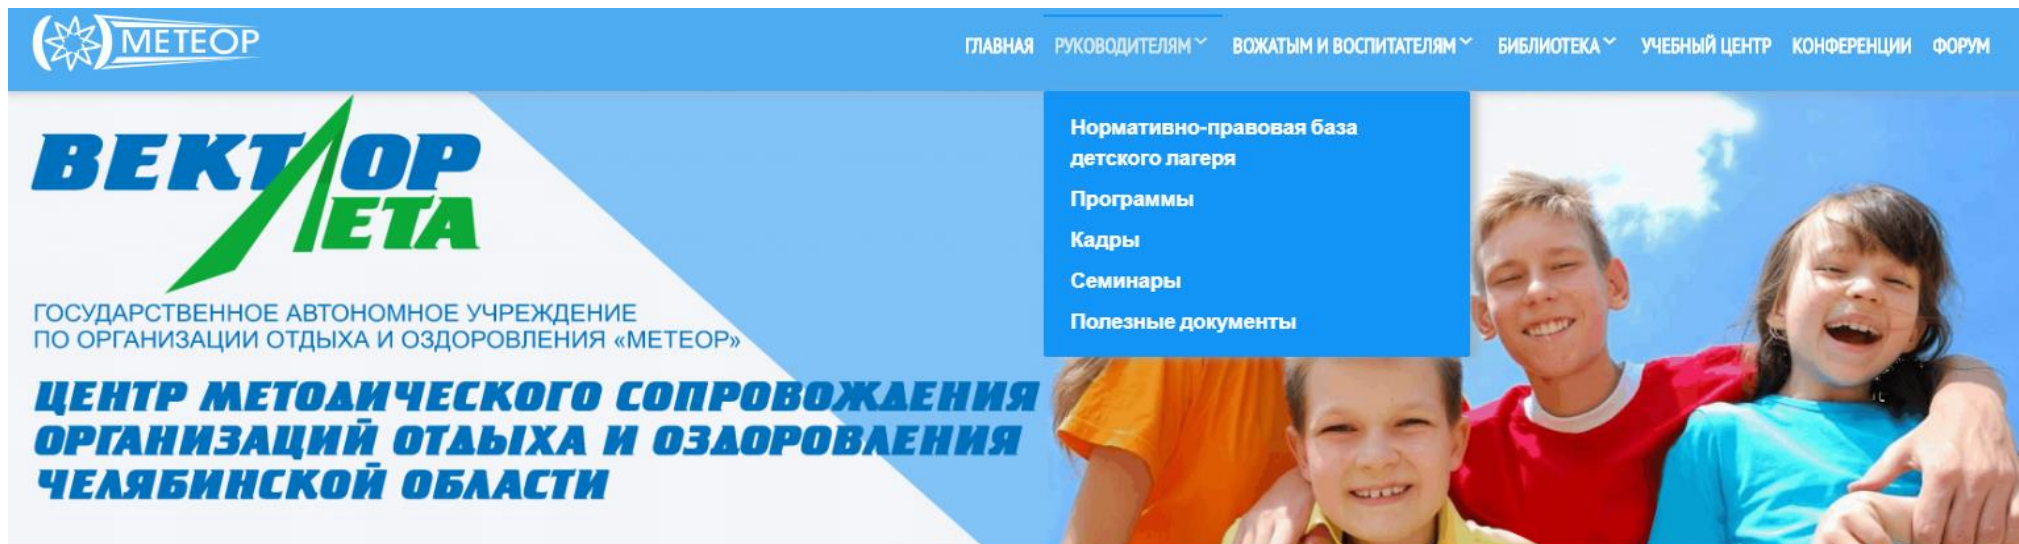 МЕТЕОР
ГЛАВНАЯ РУКОВОДИТЕЛЯМ ВОЖАТЫМ И ВОСПИТАТЕЛЯМ БИБЛИОТЕКА УЧЕБНЫЙ ЦЕНТР КОНФЕРЕНЦИИ ФОРУМ
Нормативно-правовая база
детского лагеря
Программы
Кадры
Семинары
Полезные документы
ВЕКТОР
ЛЕТА
ГОСУДАРСТВЕННОЕ АВТОНОМНОЕ УЧРЕЖДЕНИЕ
ПО ОРГАНИЗАЦИИ ОТДЫХА И ОЗДОРОВЛЕНИЯ «МЕТЕОР»
ЦЕНТР МЕТОДИЧЕСКОГО СОПРОВОЖДЕНИЯ
ОРГАНИЗАЦИЙ ОТДЫХА И ОЗДОРОВЛЕНИЯ
ЧЕЛЯБИНСКОЙ ОБЛАСТИ